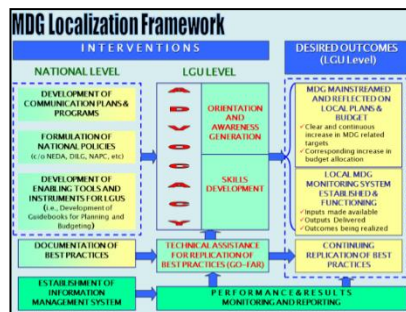 MDG Localization Framework
I N T E R V E N T I O N S
DESIRED OUTCOMES
(LGU Level)
NATIONAL LEVEL
LGU LEVEL
DEVELOPMENT OF
COMMUNICATION PLANS &
PROGRAMS
FORMULATION OF
NATIONAL POLICIES
(c/o NEDA, DILG, NAPC, etc)
DEVELOPMENT OF ENABLING TOOLS
AND INSTRUMENTS FOR LGUS
(i.e., Development of
Guidebooks for Planning and
Budgeting)
DOCUMENTATION OF
BEST PRACTICES
ESTABLISHMENT OF
INFORMATION
MANAGEMENT SYSTEM
A
D
V
O
C
A
C
Y
ORIENTATION
AND
AWARENESS
GENERATION
SKILLS
DEVELOPMENT
TECHNICAL ASSISTANCE
FOR REPLICATION OF
BEST PRACTICES (GO-FAR)
P E R F O R M A N C E & R E S U L T S
MONITORING AND REPORTING
MDG MAINSTREAMED
AND REFLECTED ON
LOCAL PLANS &
BUDGET
✓Clear and continuous
increase in MDG related
targets
✓Corresponding increase in
budget allocation
LOCAL MDG
MONITORING SYSTEM
ESTABLISHED &
FUNCTIONING
✓Inputs made available
✓Outputs Delivered
✓Outcomes being realized
CONTINUING
REPLICATION OF BEST
PRACTICES